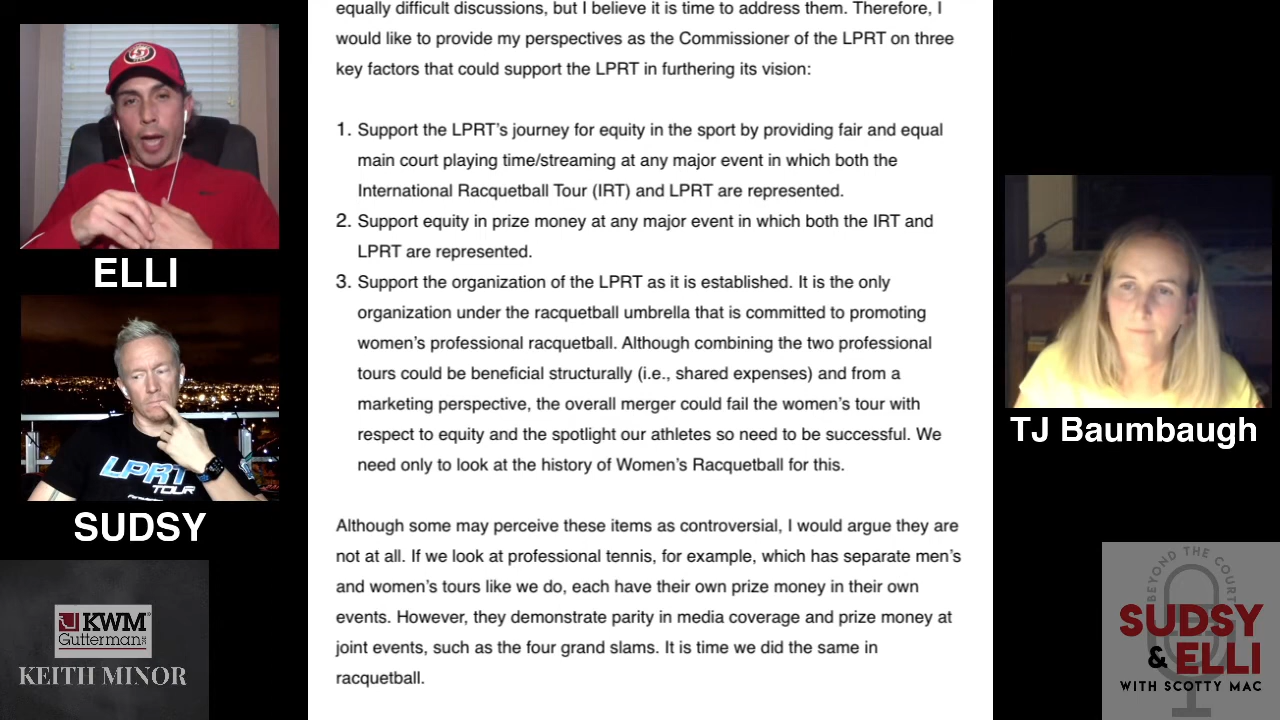 ELLI
LPRT
TOUR
SUDSY
KWM
Gutterman
KEITH MINOR
equally difficult discussions, but I believe it is time to address them. Therefore, I
would like to provide my perspectives as the Commissioner of the LPRT on three
key factors that could support the LPRT in furthering its vision:
1. Support the LPRT’s journey for equity in the sport by providing fair and equal
main court playing time/streaming at any major event in which both the
International Racquetball Tour (IRT) and LPRT are represented.
2. Support equity in prize money at any major event in which both the IRT and
LPRT are represented.
3. Support the organization of the LPRT as it is established. It is the only
organization under the racquetball umbrella that is committed to promoting
women’s professional racquetball. Although combining the two professional
tours could be beneficial structurally (i.e., shared expenses) and from a
marketing perspective, the overall merger could fail the women’s tour with
respect to equity and the spotlight our athletes so need to be successful. We
need only to look at the history of Women’s Racquetball for this.
Although some may perceive these items as controversial, I would argue they are
not at all. If we look at professional tennis, for example, which has separate men’s
and women’s tours like we do, each have their own prize money in their own
events. However, they demonstrate parity in media coverage and prize money at
joint events, such as the four grand slams. It is time we did the same in
racquetball.
TJ Baumbaugh
BEYOND THE COURT
SUDSY
& ELLI
WITH SCOTTY MAC